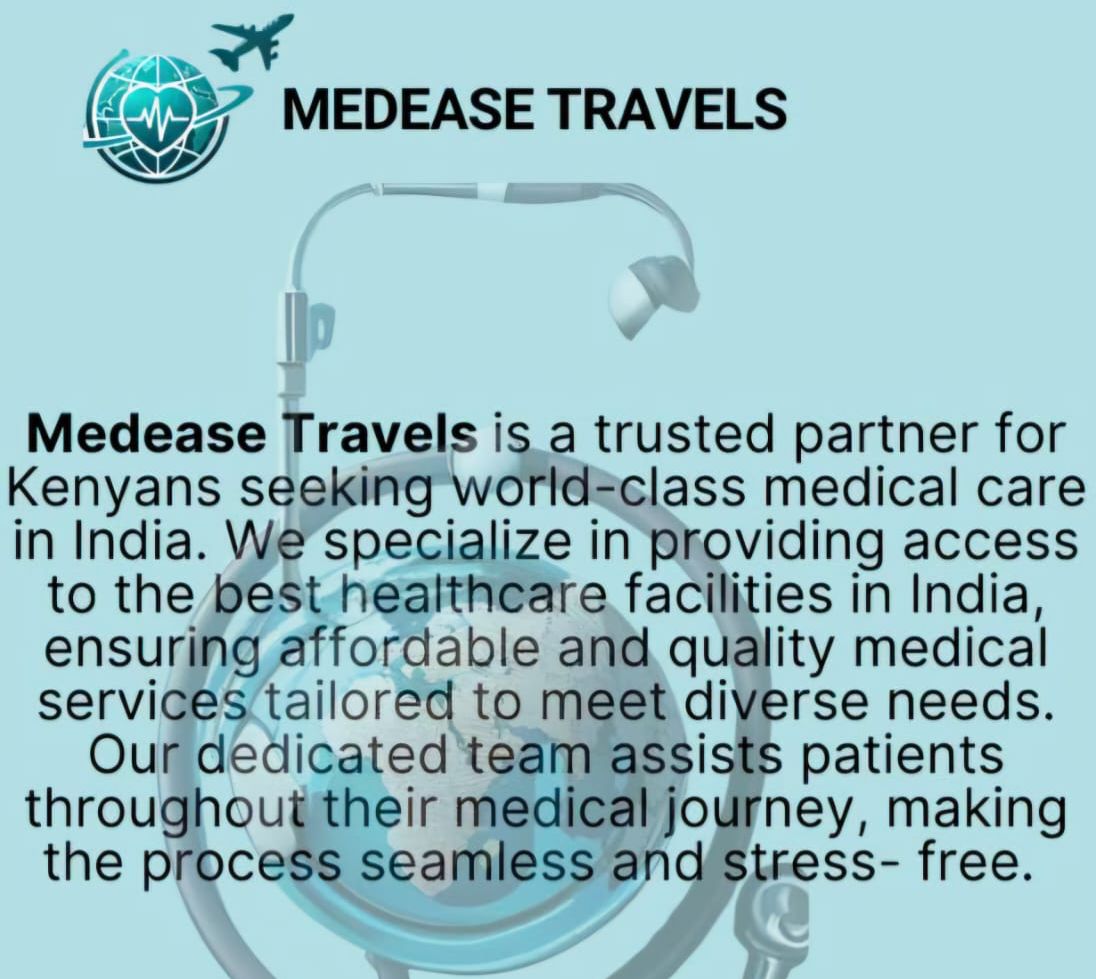 MEDEASE TRAVELS
Medease Travels is a trusted partner for
Kenyans seeking world-class medical care
in India. We specialize in providing access
to the best healthcare facilities in India,
ensuring affordable and quality medical
services tailored to meet diverse needs.
Our dedicated team assists patients
throughout their medical journey, making
the process seamless and stress- free.